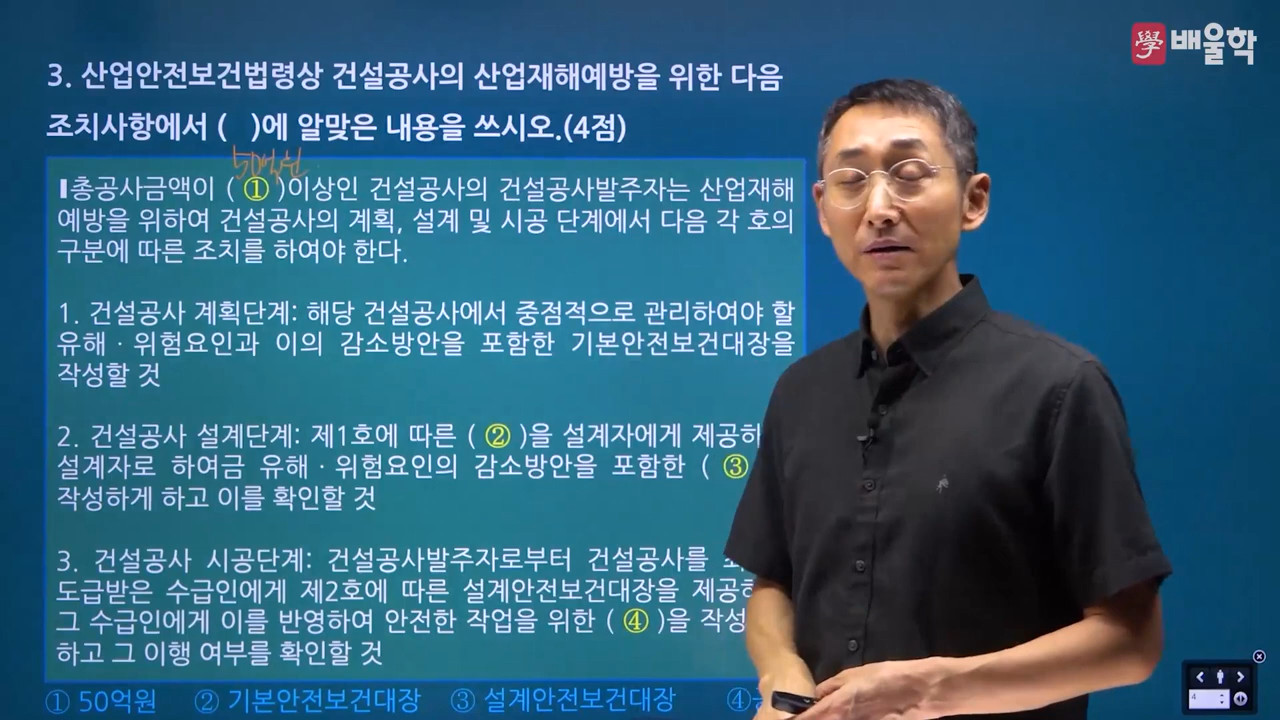 學 배울학
3. 산업안전보건법령상 건설공사의 산업재해예방을 위한 다음
조치사항에서 ( )에 알맞은 내용을 쓰시오.(4점)
50억원
▌총공사금액이 ( ① )이상인 건설공사의 건설공사발주자는 산업재해
예방을 위하여 건설공사의 계획, 설계 및 시공 단계에서 다음 각 호의
구분에 따른 조치를 하여야 한다.
1. 건설공사 계획단계: 해당 건설공사에서 중점적으로 관리하여야 할
유해ㆍ위험요인과 이의 감소방안을 포함한 기본안전보건대장을
작성할 것
2. 건설공사 설계단계: 제1호에 따른 ( ② )을 설계자에게 제공하
설계자로 하여금 유해ㆍ위험요인의 감소방안을 포함한 ( ③
작성하게 하고 이를 확인할 것
3. 건설공사 시공단계: 건설공사발주자로부터 건설공사를
도급받은 수급인에게 제2호에 따른 설계안전보건대장을 제공하
그 수급인에게 이를 반영하여 안전한 작업을 위한 ( ④ )을 작성
하고 그 이행 여부를 확인할 것
① 50억원 ② 기본안전보건대장 ③ 설계안전보건대장 ④
4